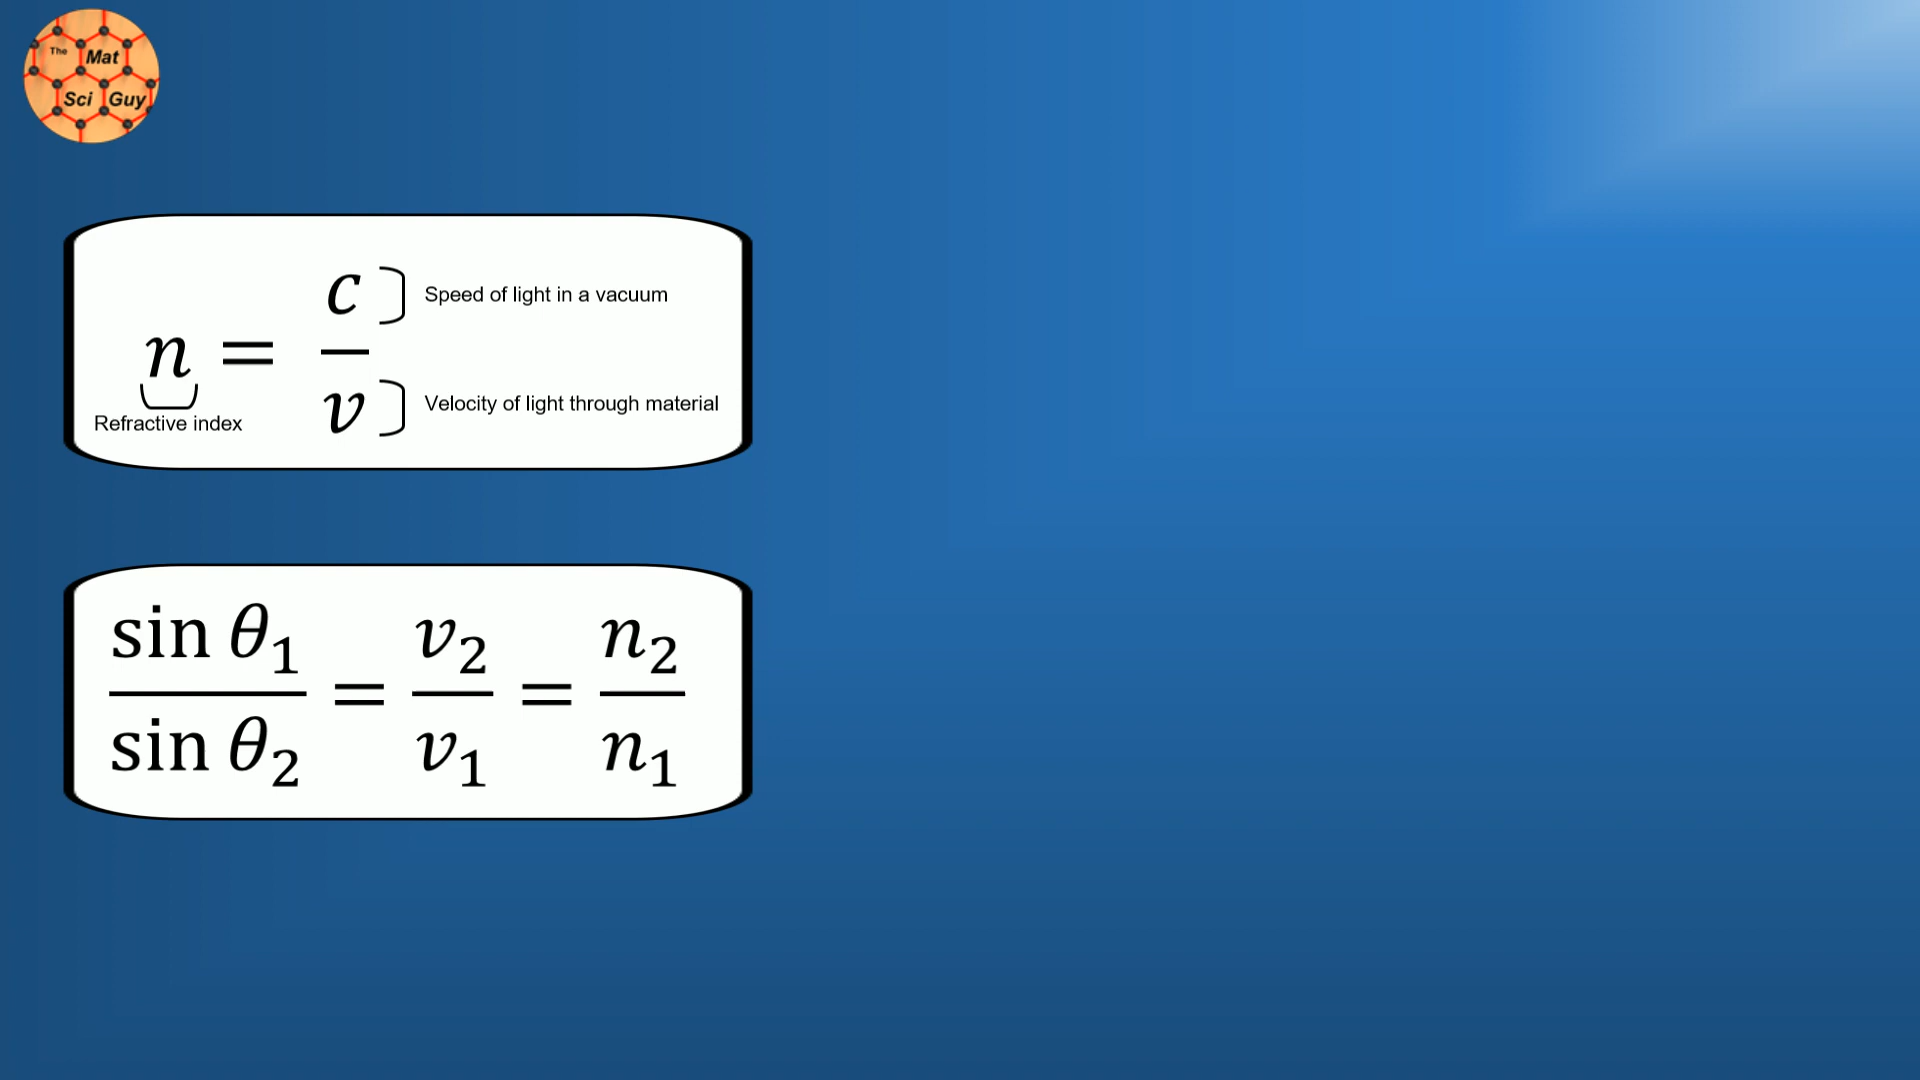 The
Mat
Sci Guy
c Speed of light in a vacuum
n =
v Velocity of light through material
Refractive index
sin θ₁ / sin θ₂ = v₂ / v₁ = n₂ / n₁